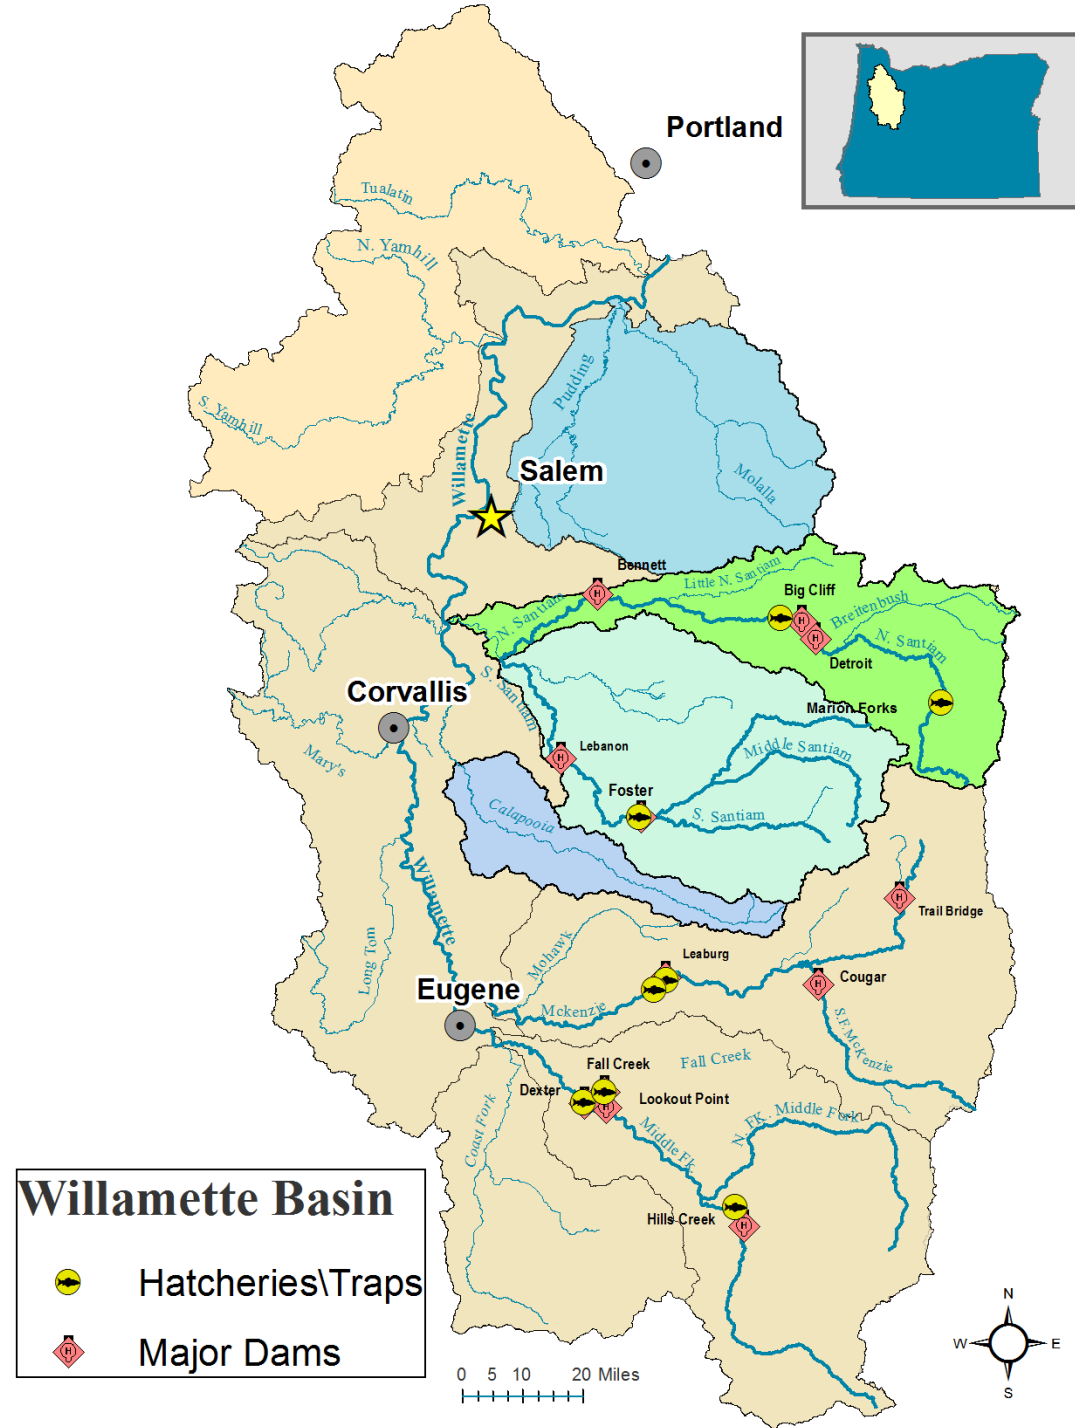 Portland
Tualatin
N. Yamhill
S. Yamhill
Willamette
Pudding
Molalla
Salem
Bennett
Little N. Santiam
Big Cliff
Breitenbush
N. Santiam
N. Santiam
Detroit
S. Santiam
Corvallis
Marion Forks
Mary's
Lebanon
Middle Santiam
Foster
S. Santiam
Calapooia
Willamette
Trail Bridge
Long Tom
Mohawk
Leaburg
Cougar
Eugene
Mckenzie
S.F.McKenzie
Fall Creek
Fall Creek
Dexter
Lookout Point
Coast Fork
Middle Fk.
N. FK. Middle Fork
Hills Creek
Willamette Basin
Hatcheries\Traps
Major Dams
0 5 10 20 Miles
N
W E
S
H
H
H
H
H
H
H
H
H